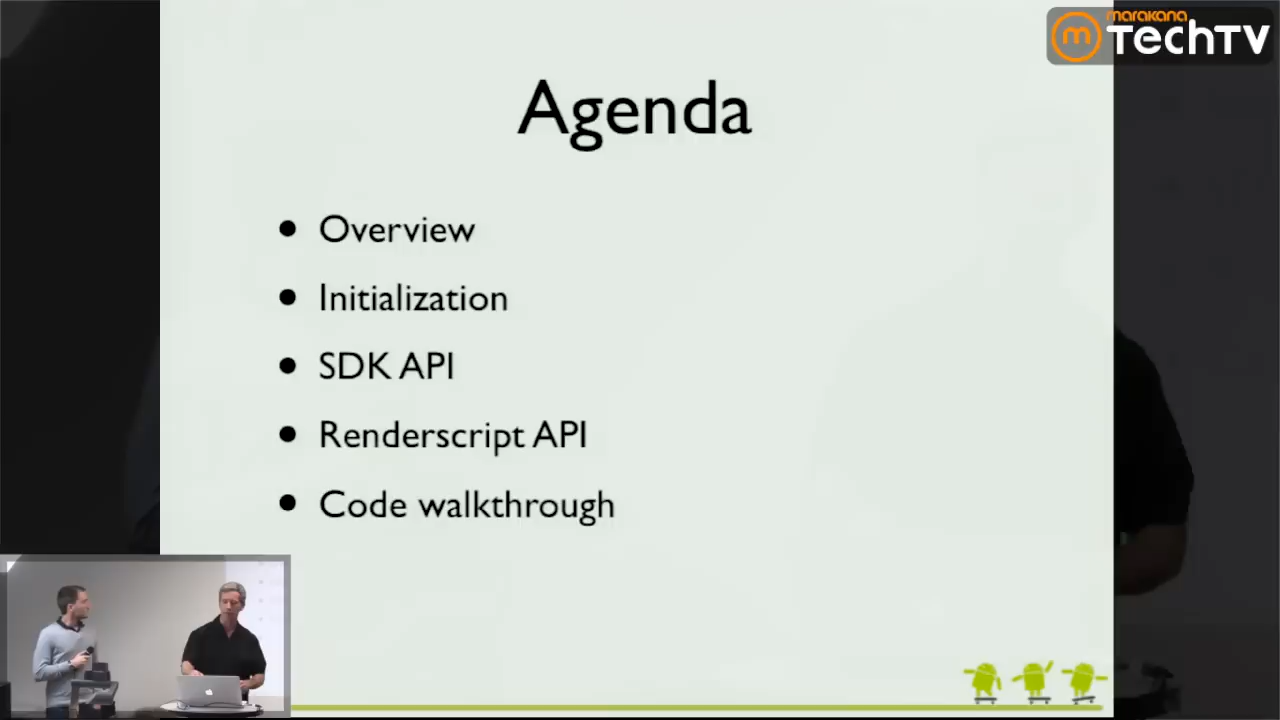 marakana
m TechTV
Agenda
• Overview
• Initialization
• SDK API
• Renderscript API
• Code walkthrough